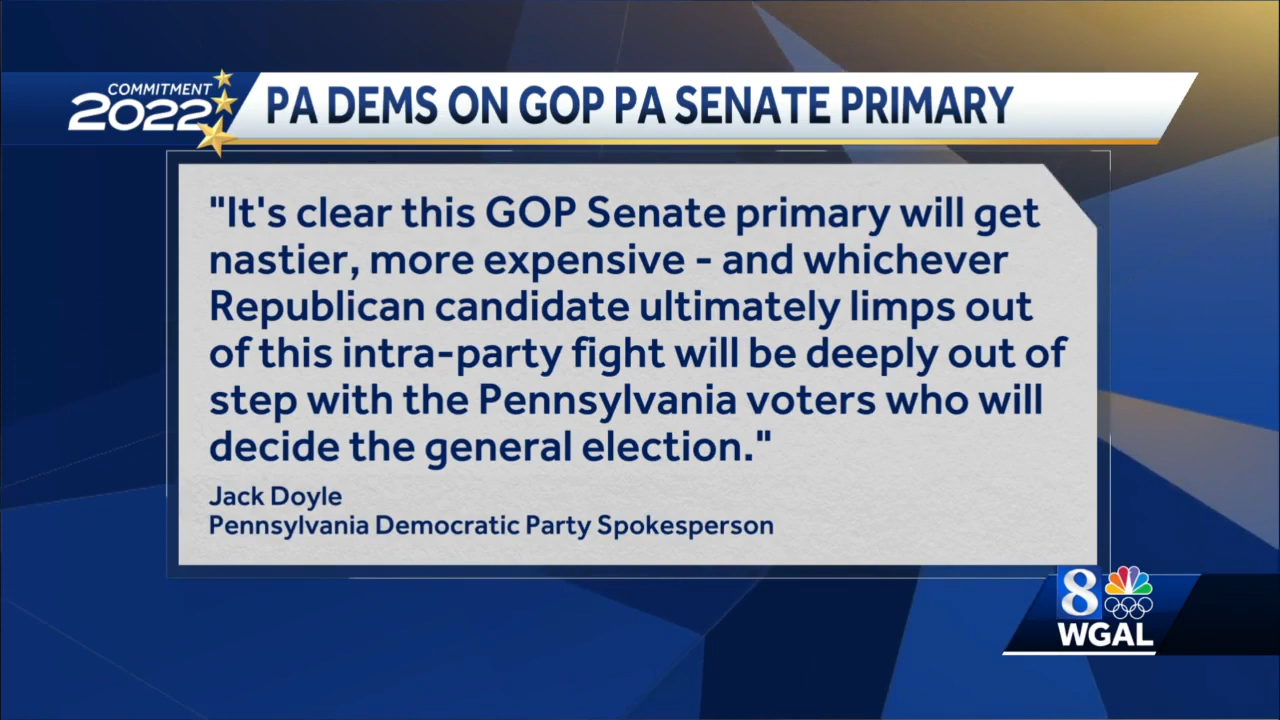 COMMITMENT
2022
PA DEMS ON GOP PA SENATE PRIMARY
"It's clear this GOP Senate primary will get
nastier, more expensive - and whichever
Republican candidate ultimately limps out
of this intra-party fight will be deeply out of
step with the Pennsylvania voters who will
decide the general election."
Jack Doyle
Pennsylvania Democratic Party Spokesperson
8
WGAL